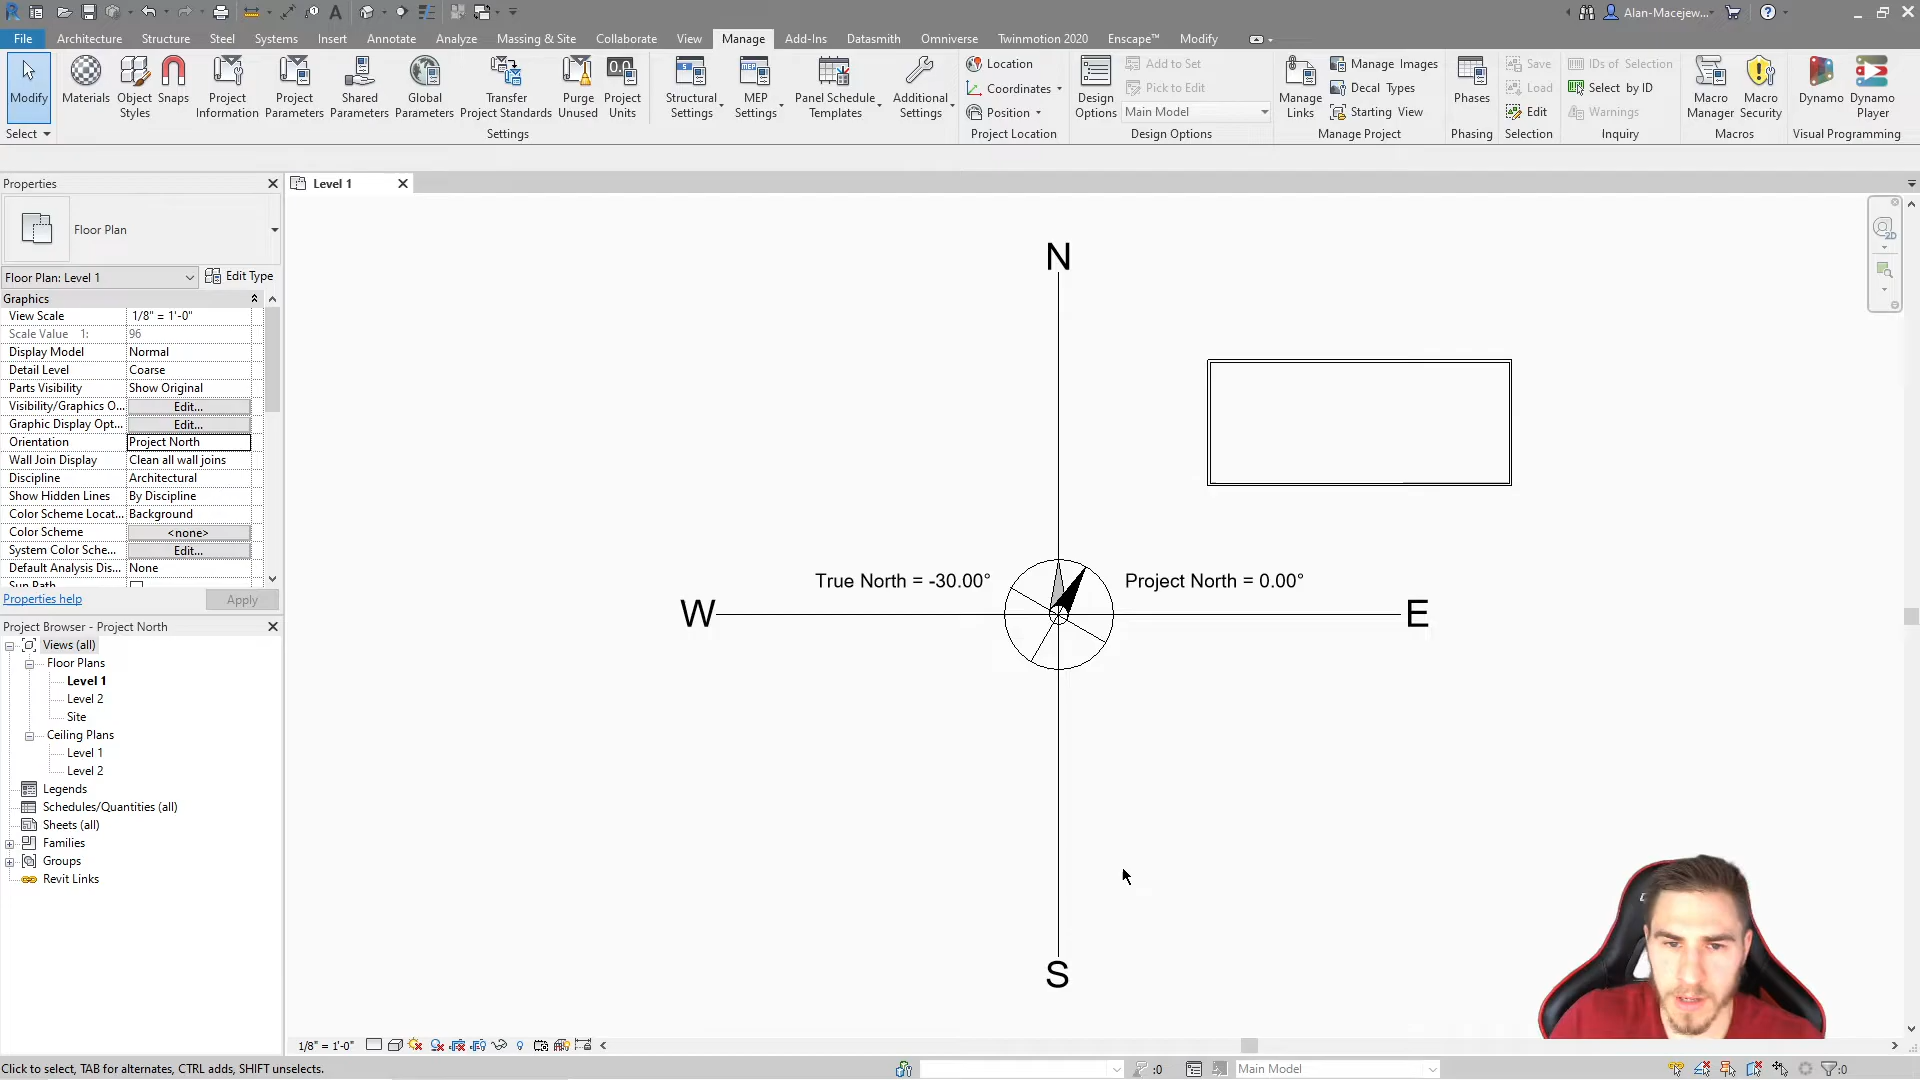 Alan-Macejew...
File Architecture Structure Steel Systems Insert Annotate Analyze Massing & Site Collaborate View Manage Add-Ins Datasmith Omniverse Twinmotion 2020 Enscape™ Modify
Modify
Materials
Object Styles
Snaps
Project Information
Project Parameters
Shared Parameters
Global Parameters
Transfer Project Standards
Purge Unused
Project Units
Structural Settings
MEP Settings
Panel Schedule Templates
Additional Settings
Location
Coordinates
Position
Design Options
Add to Set
Pick to Edit
Main Model
Manage Links
Manage Images
Decal Types
Starting View
Phases
Save
Load
Edit
IDs of Selection
Select by ID
Warnings
Macro Manager
Macro Security
Dynamo
Dynamo Player
Select Settings Project Location Design Options Manage Project Phasing Selection Inquiry Macros Visual Programming
Properties
Level 1
Floor Plan
Floor Plan: Level 1 Edit Type
Graphics
View Scale 1/8" = 1'-0"
Scale Value 1: 96
Display Model Normal
Detail Level Coarse
Parts Visibility Show Original
Visibility/Graphics O... Edit...
Graphic Display Opt... Edit...
Orientation Project North
Wall Join Display Clean all wall joins
Discipline Architectural
Show Hidden Lines By Discipline
Color Scheme Locat... Background
Color Scheme <none>
System Color Sche... Edit...
Default Analysis Dis... None
Sun Path
Properties help Apply
Project Browser - Project North
Views (all)
Floor Plans
Level 1
Level 2
Site
Ceiling Plans
Level 1
Level 2
Legends
Schedules/Quantities (all)
Sheets (all)
Families
Groups
Revit Links
N
True North = -30.00° Project North = 0.00°
W E
S
2D
1/8" = 1'-0"
Click to select, TAB for alternates, CTRL adds, SHIFT unselects.
:0
Main Model
:0